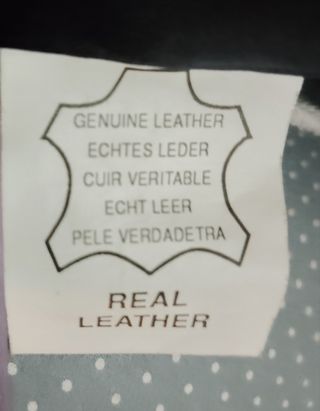 GENUINE LEATHER
ECHTES LEDER
CUIR VERITABLE
ECHT LEER
PELE VERDADETRA
REAL
LEATHER